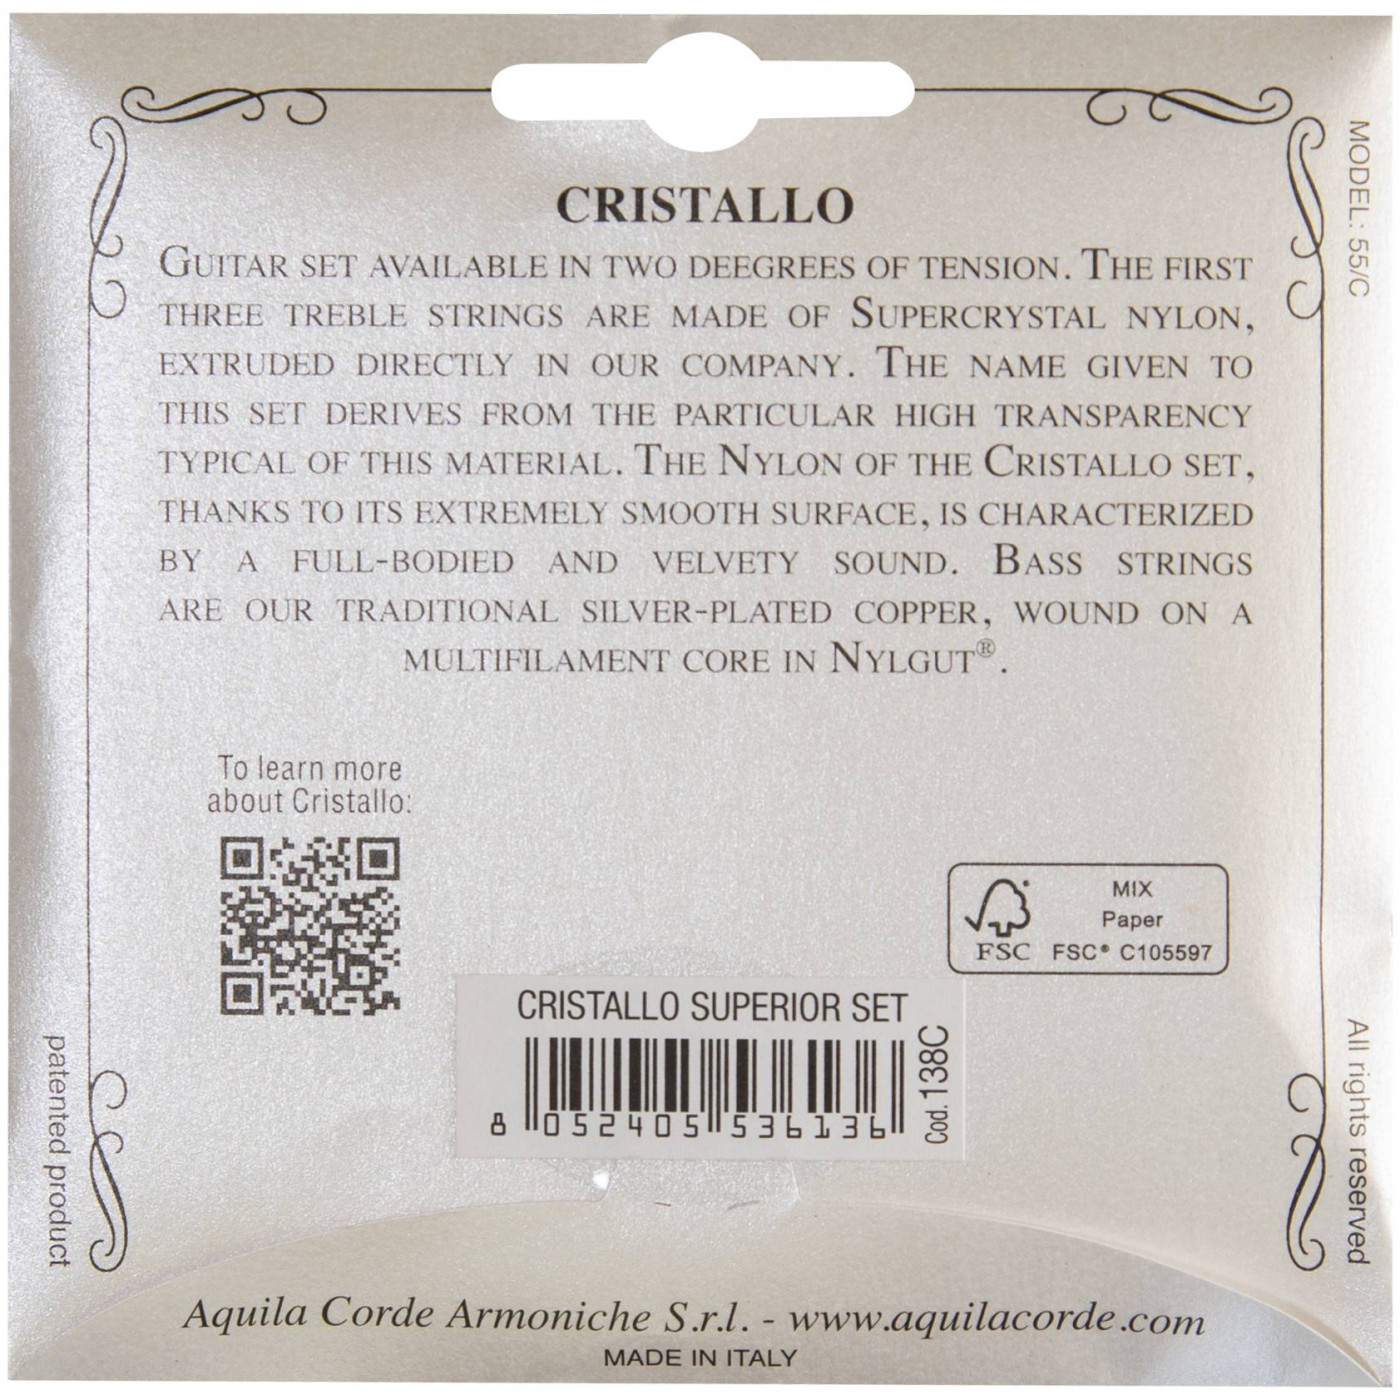 CRISTALLO
GUITAR SET AVAILABLE IN TWO DEEGREES OF TENSION. THE FIRST
THREE TREBLE STRINGS ARE MADE OF SUPERCRYSTAL NYLON,
EXTRUDED DIRECTLY IN OUR COMPANY. THE NAME GIVEN TO
THIS SET DERIVES FROM THE PARTICULAR HIGH TRANSPARENCY
TYPICAL OF THIS MATERIAL. THE NYLON OF THE CRISTALLO SET,
THANKS TO ITS EXTREMELY SMOOTH SURFACE, IS CHARACTERIZED
BY A FULL-BODIED AND VELVETY SOUND. BASS STRINGS
ARE OUR TRADITIONAL SILVER-PLATED COPPER, WOUND ON A
MULTIFILAMENT CORE IN NYLGUT®.
MODEL: 55/C
To learn more
about Cristallo:
MIX
Paper
FSC FSC® C105597
CRISTALLO SUPERIOR SET
8 052405 536136
Cod. 138C
patented product
All rights reserved
Aquila Corde Armoniche S.r.l. - www.aquilacorde.com
MADE IN ITALY